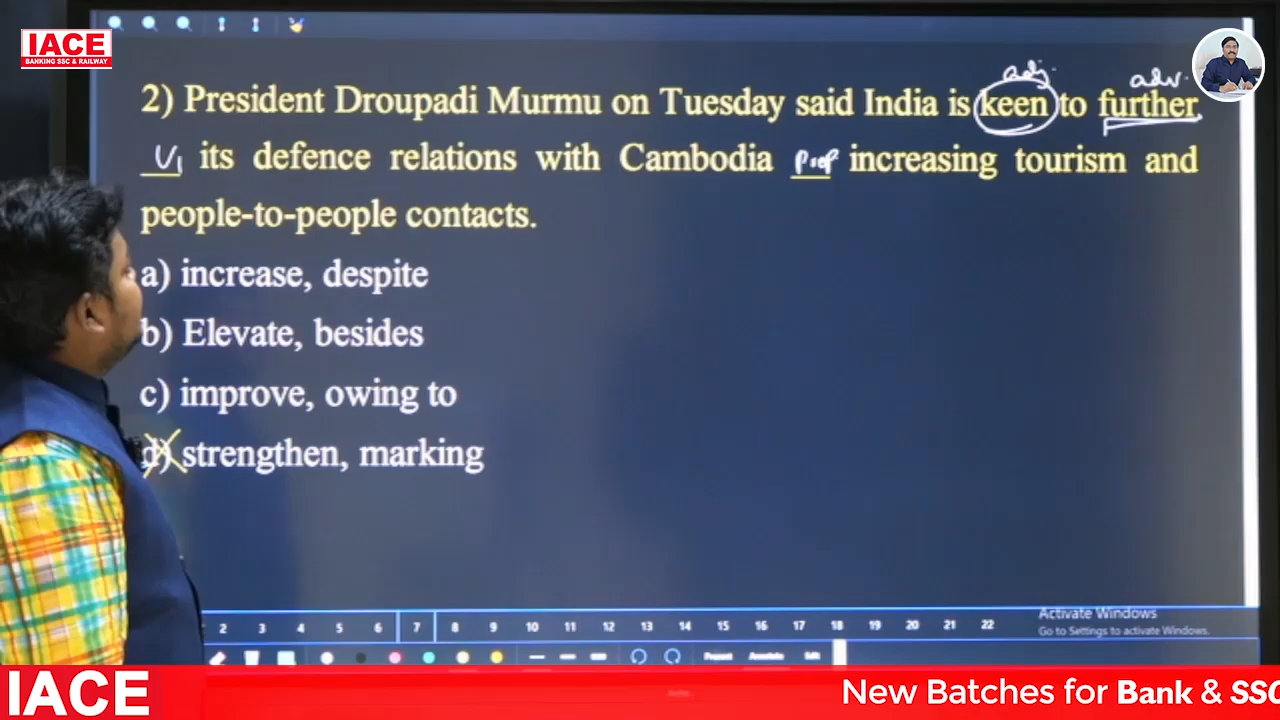 IACE
BANKING SSC & RAILWAY
adj.
adv.
2) President Droupadi Murmu on Tuesday said India is keen to further
V1 its defence relations with Cambodia Prep increasing tourism and
people-to-people contacts.
a) increase, despite
b) Elevate, besides
c) improve, owing to
d) strengthen, marking
Activate Windows
Go to Settings to activate Windows.
2 3 4 5 6 7 8 9 10 11 12 13 14 15 16 17 18 19 20 21 22
IACE
New Batches for Bank & SSC